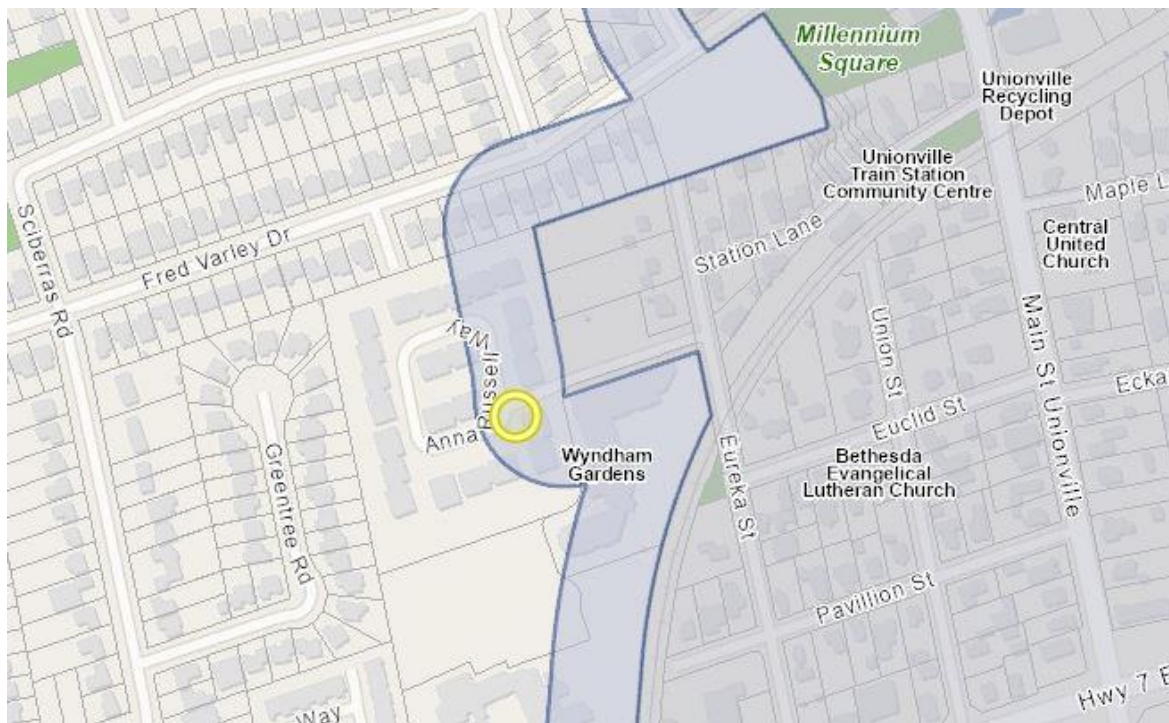 Millennium
Square
Unionville
Recycling
Depot
Unionville
Train Station
Community Centre
Maple L
Sciberras Rd
Fred Varley Dr
Station Lane
Central
United
Church
Union St
Main St Unionville
Anna Russell Way
Ecka
Euclid St
Greentree Rd
Wyndham
Gardens
Eureka St
Bethesda
Evangelical
Lutheran Church
Pavillion St
Way
Hwy 7 E